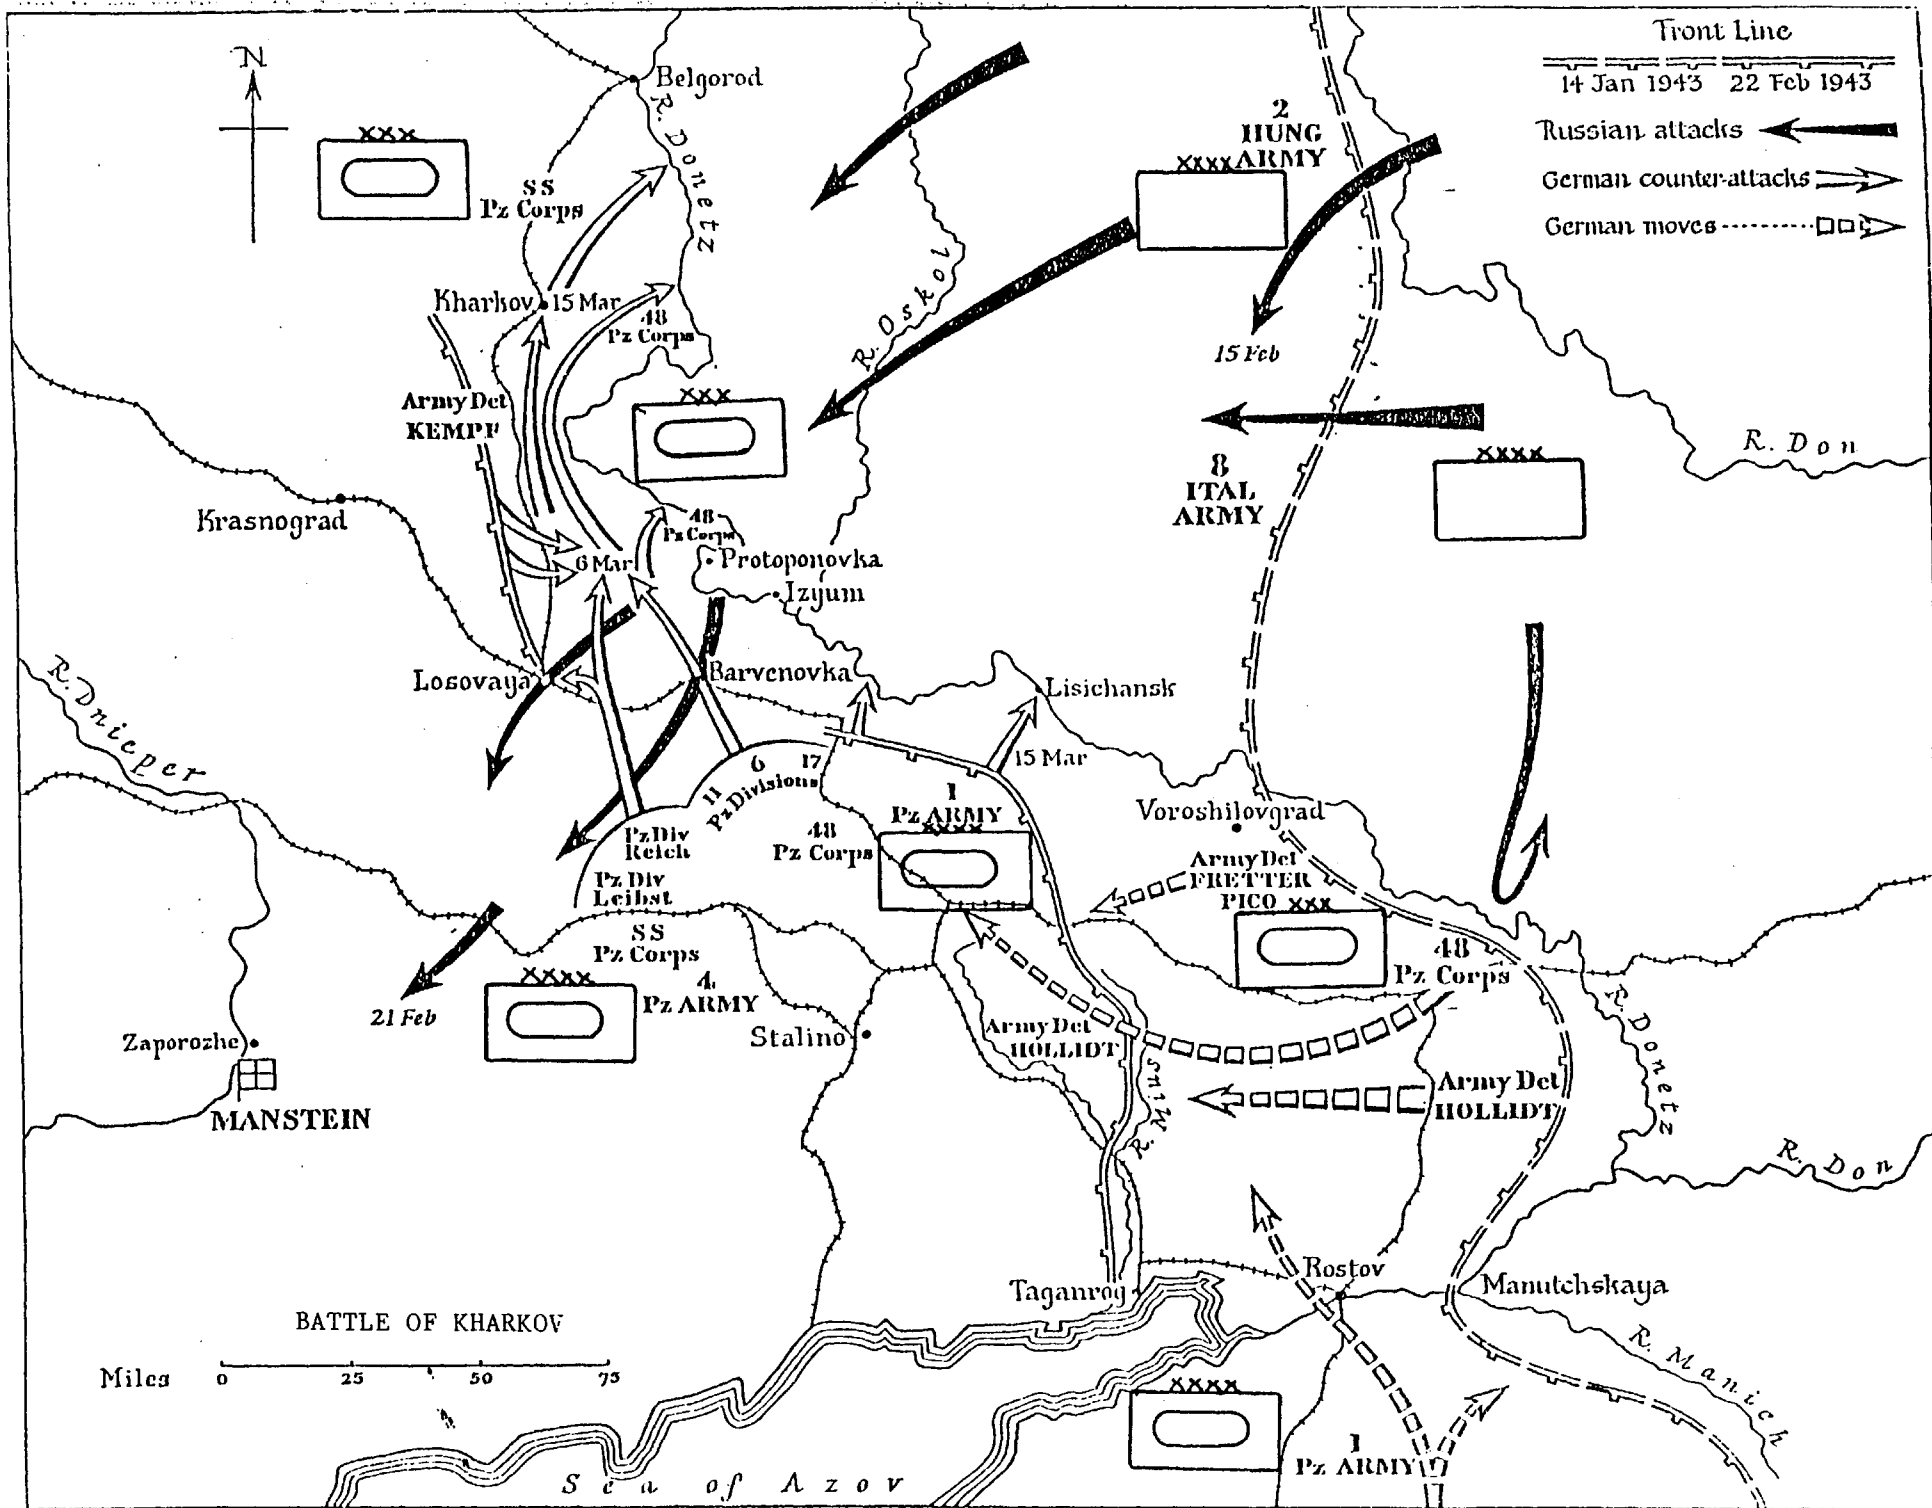 Front Line
14 Jan 1943 22 Feb 1943
Russian attacks
German counter-attacks
German moves
N
Belgorod
R. Donetz
XXX
SS
Pz Corps
2
HUNG
ARMY
XXXX
R. Oskol
Kharkov 15 Mar
48
Pz Corps
15 Feb
Army Det
KEMPF
XXX
R. Don
8
ITAL
ARMY
XXXX
Krasnograd
48
Pz Corps
6 Mar
Protoponovka
Izyum
Losovaya
Barvenovka
Lisichansk
R. Dnieper
15 Mar
11 6 17
Pz Divisions
1
Pz ARMY
XXXX
48
Pz Corps
Voroshilovgrad
Pz Div
Reich
Pz Div
Leibst
Army Det
FRETTER
PICO XXX
SS
Pz Corps
4
Pz ARMY
XXXX
21 Feb
48
Pz Corps
R. Donetz
Zaporozhe
MANSTEIN
Stalino
Army Det
HOLLIDT
R. Mius
Army Det
HOLLIDT
R. Don
Taganrog
Rostov
Manutchskaya
R. Manich
BATTLE OF KHARKOV
Miles 0 25 50 75
XXXX
1
Pz ARMY
Sea of Azov